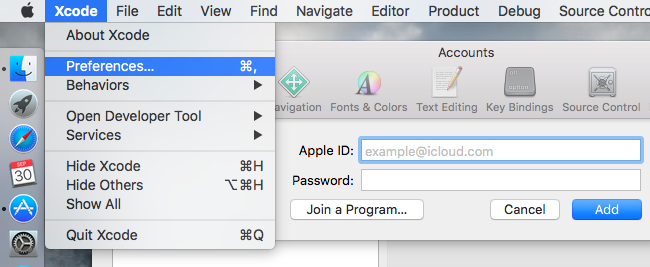 Xcode File Edit View Find Navigate Editor Product Debug Source Contro
About Xcode
Preferences... ⌘,
Behaviors
Open Developer Tool
Services
Hide Xcode ⌘H
Hide Others ⌥⌘H
Show All
Quit Xcode ⌘Q
Accounts
avigation Fonts & Colors Text Editing Key Bindings Source Control
Apple ID: example@icloud.com
Password:
Join a Program... Cancel Add
SEP
30
alt
option